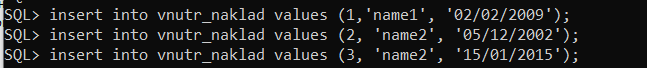 SQL> insert into vnutr_naklad values (1,'name1', '02/02/2009');
SQL> insert into vnutr_naklad values (2, 'name2', '05/12/2002');
SQL> insert into vnutr_naklad values (3, 'name2', '15/01/2015');